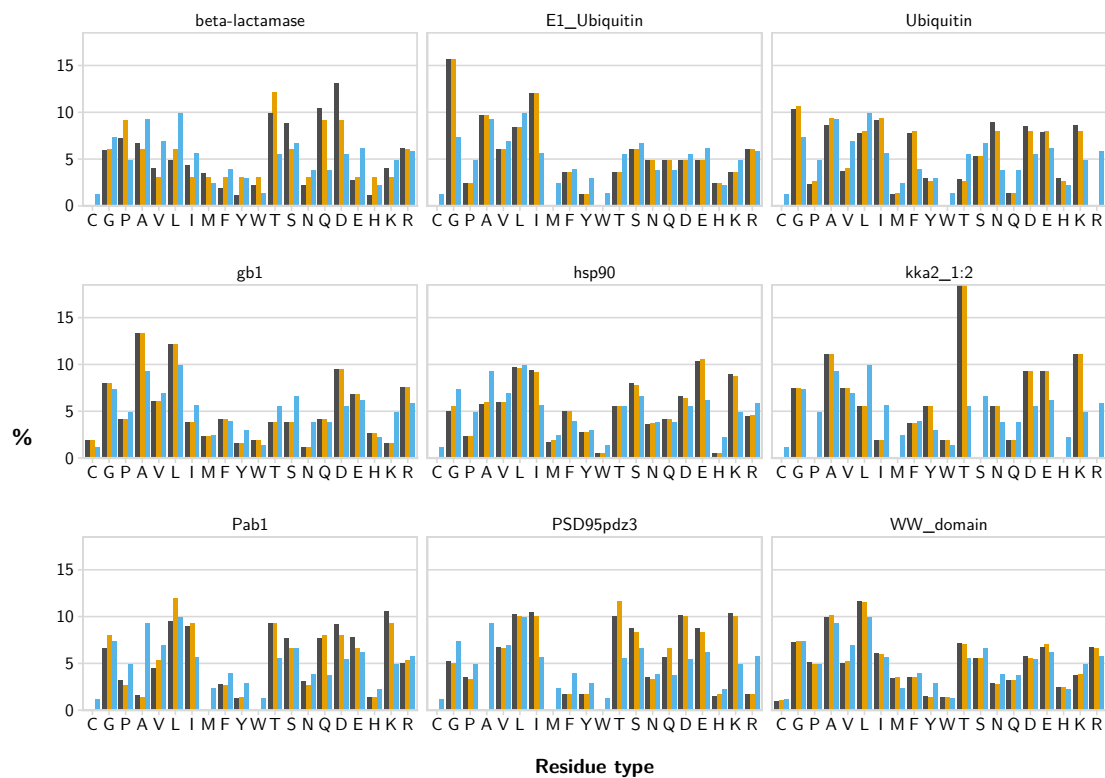 beta-lactamase E1_Ubiquitin Ubiquitin
15
10
5
0
C G P A V L I M F Y W T S N Q D E H K R C G P A V L I M F Y W T S N Q D E H K R C G P A V L I M F Y W T S N Q D E H K R
gb1 hsp90 kka2_1:2
15
10
5
0
C G P A V L I M F Y W T S N Q D E H K R C G P A V L I M F Y W T S N Q D E H K R C G P A V L I M F Y W T S N Q D E H K R
%
Pab1 PSD95pdz3 WW_domain
15
10
5
0
C G P A V L I M F Y W T S N Q D E H K R C G P A V L I M F Y W T S N Q D E H K R C G P A V L I M F Y W T S N Q D E H K R
Residue type